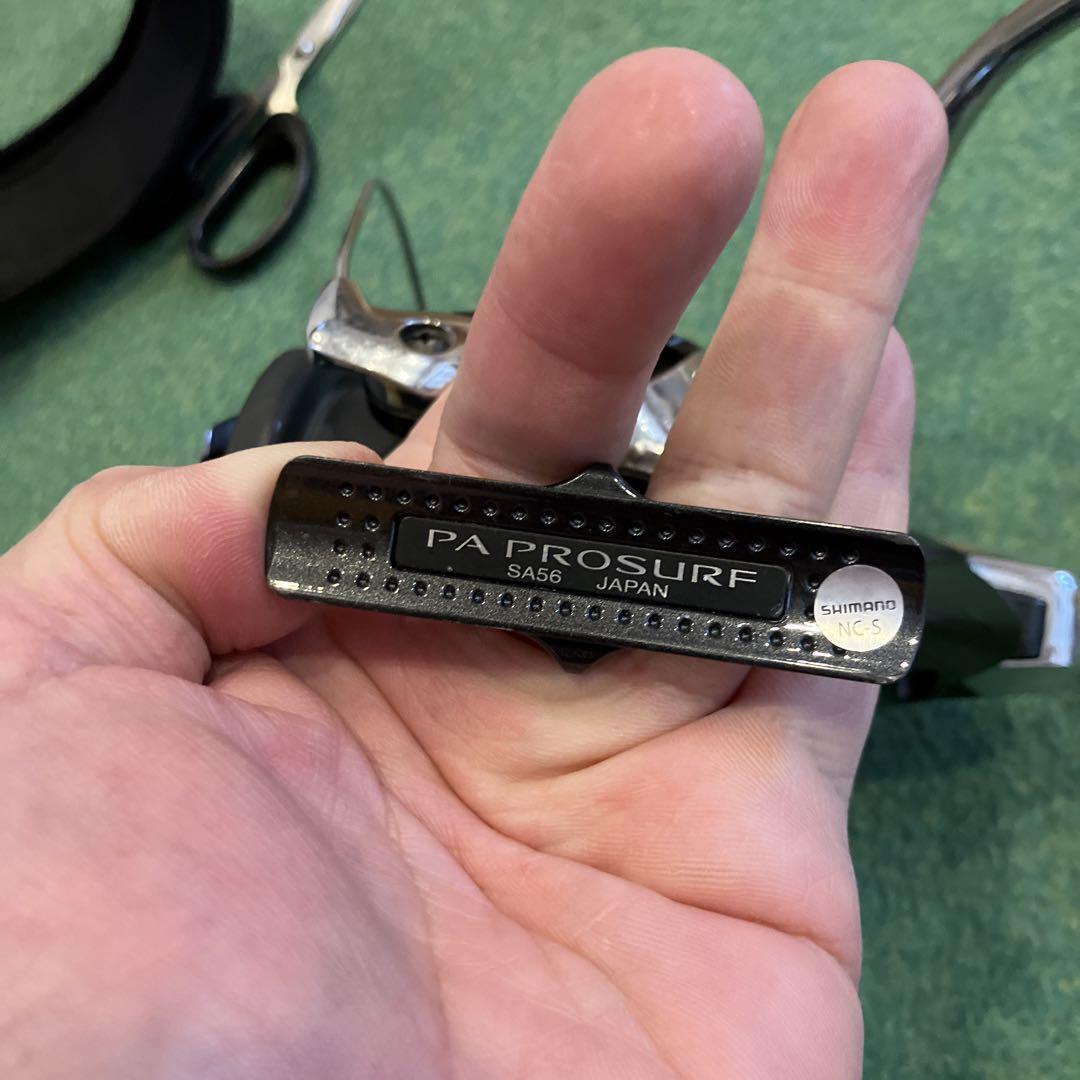 PA PROSURF
SA56 JAPAN
SHIMANO
NC-S